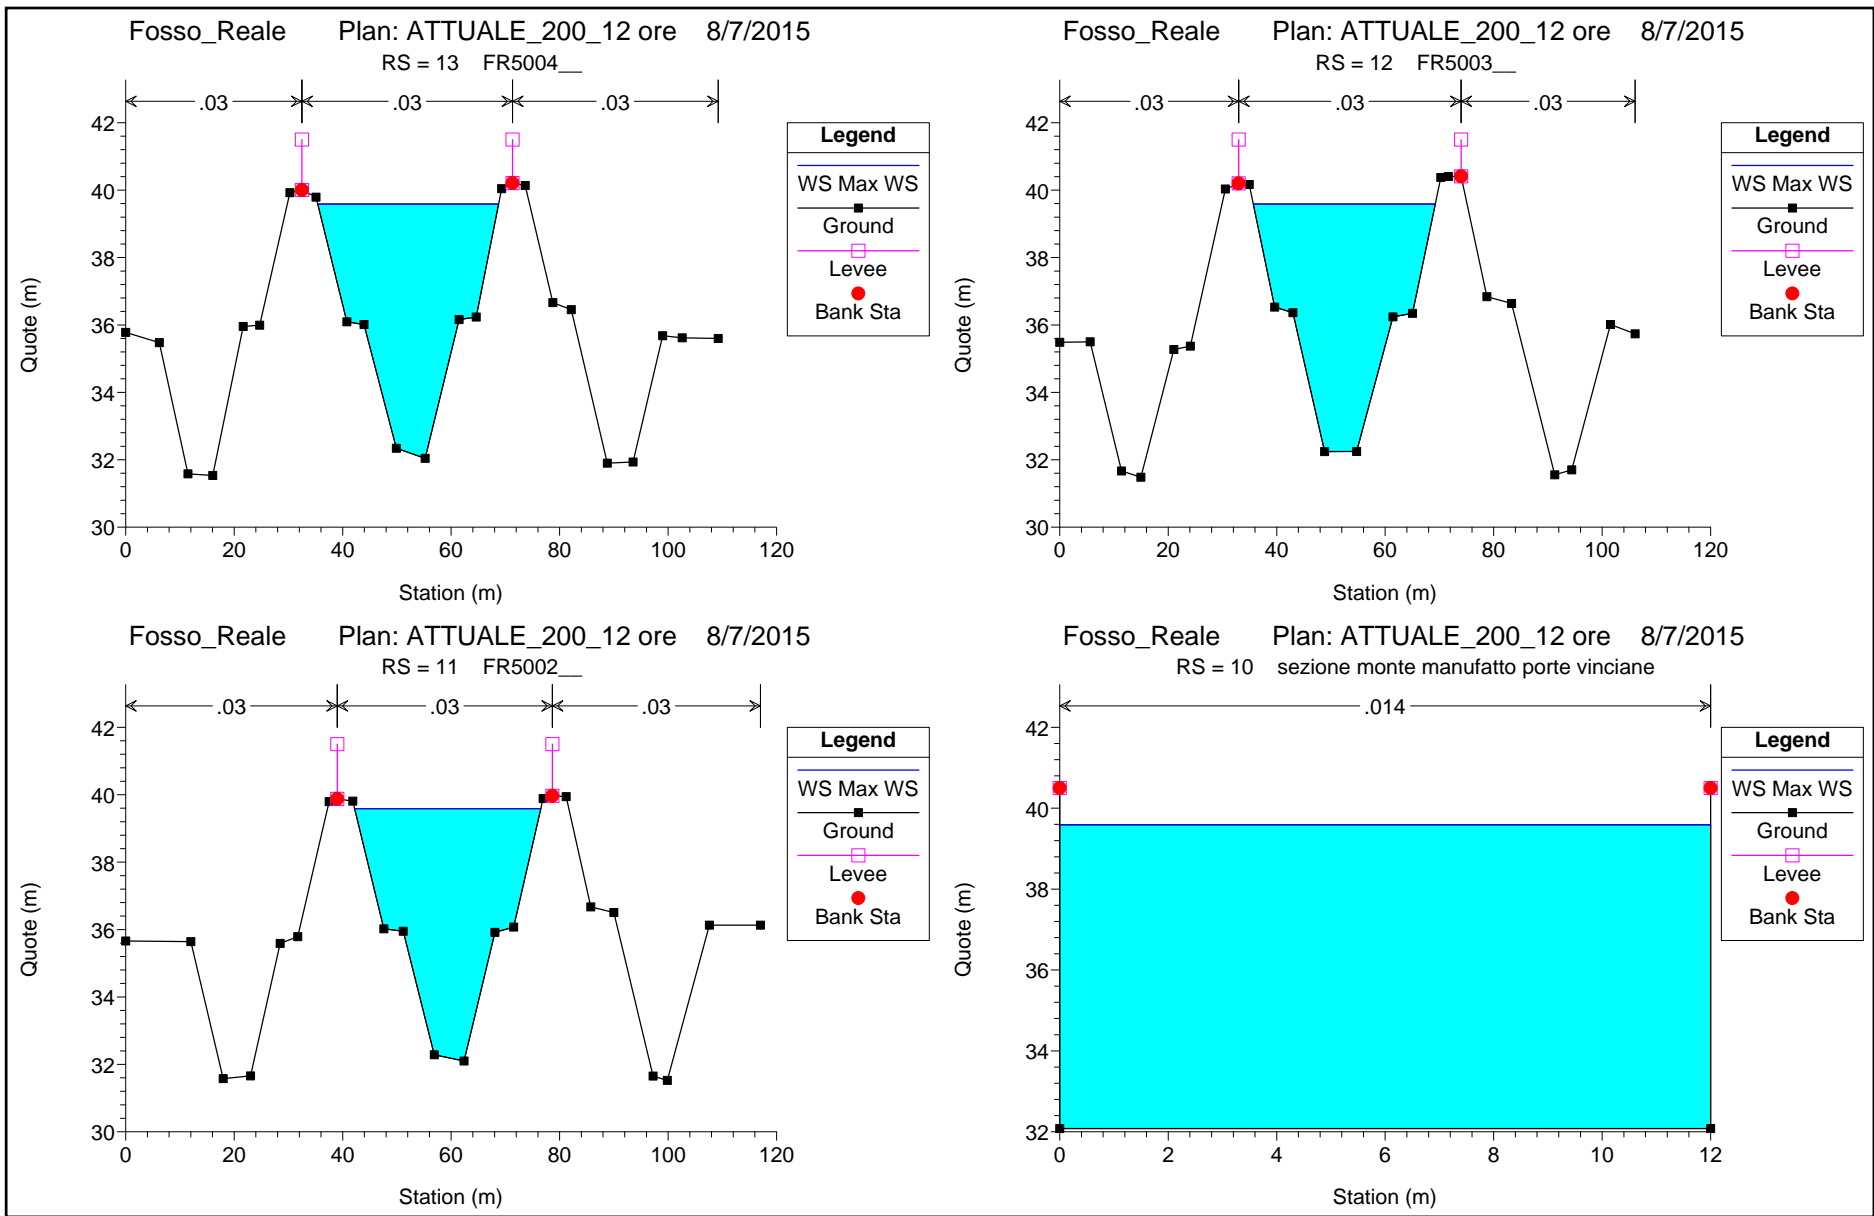 Fosso_Reale Plan: ATTUALE_200_12 ore 8/7/2015
RS = 13 FR5004__
.03 .03 .03
42
40
38
36
34
32
30
0 20 40 60 80 100 120
Quote (m)
Station (m)
Legend
WS Max WS
Ground
Levee
Bank Sta
Fosso_Reale Plan: ATTUALE_200_12 ore 8/7/2015
RS = 12 FR5003__
.03 .03 .03
42
40
38
36
34
32
30
0 20 40 60 80 100 120
Quote (m)
Station (m)
Legend
WS Max WS
Ground
Levee
Bank Sta
Fosso_Reale Plan: ATTUALE_200_12 ore 8/7/2015
RS = 11 FR5002__
.03 .03 .03
42
40
38
36
34
32
30
0 20 40 60 80 100 120
Quote (m)
Station (m)
Legend
WS Max WS
Ground
Levee
Bank Sta
Fosso_Reale Plan: ATTUALE_200_12 ore 8/7/2015
RS = 10 sezione monte manufatto porte vinciane
.014
42
40
38
36
34
32
0 2 4 6 8 10 12
Quote (m)
Station (m)
Legend
WS Max WS
Ground
Levee
Bank Sta